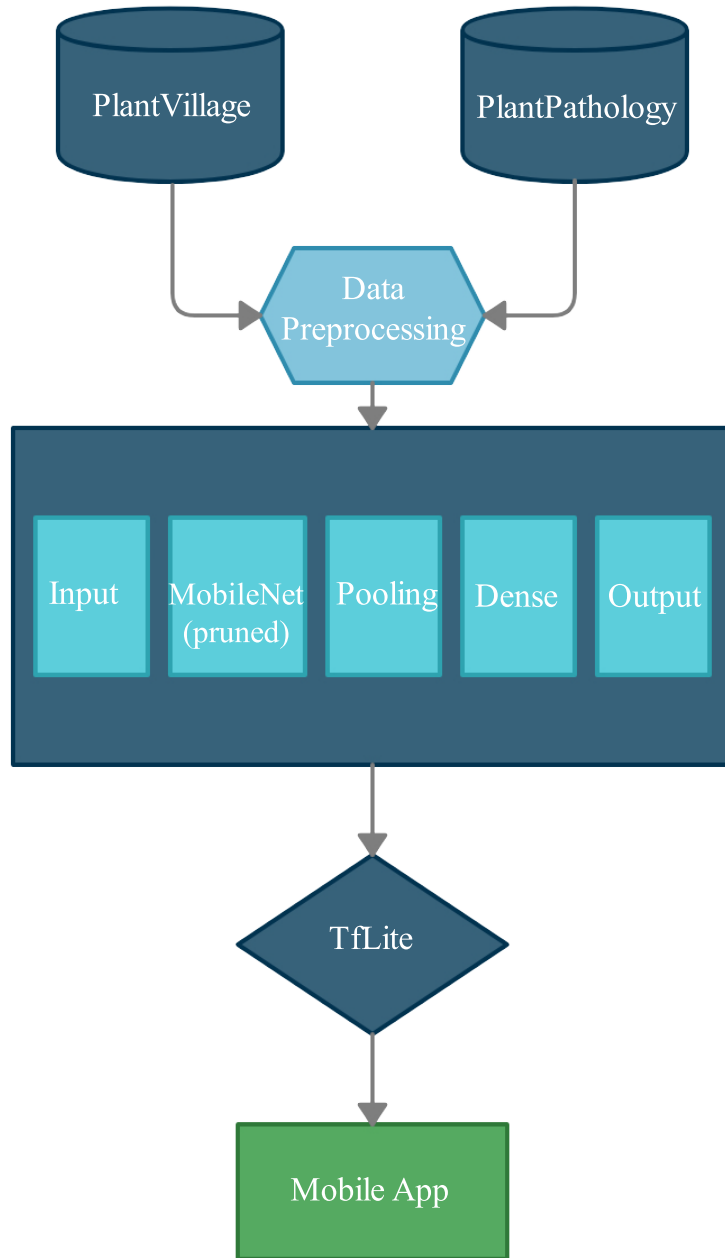 PlantVillage
PlantPathology
Data
Preprocessing
Input
MobileNet
(pruned)
Pooling
Dense
Output
TfLite
Mobile App